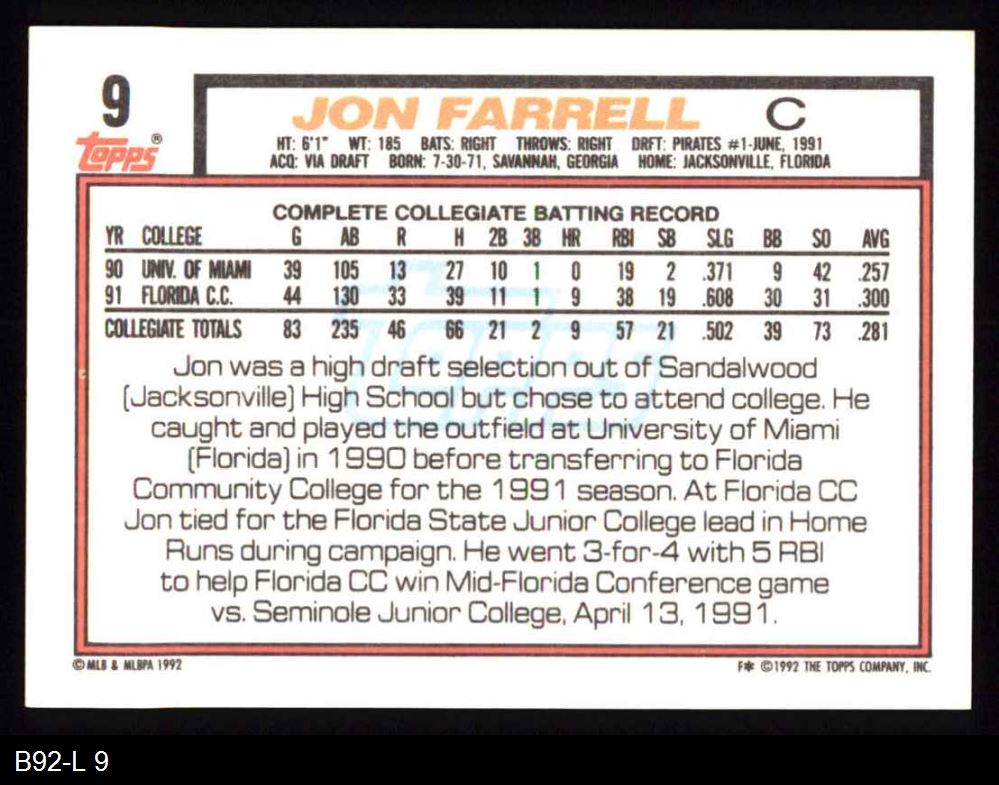 9
topps®
JON FARRELL C
HT: 6'1" WT: 185 BATS: RIGHT THROWS: RIGHT DRFT: PIRATES #1-JUNE, 1991
ACQ: VIA DRAFT BORN: 7-30-71, SAVANNAH, GEORGIA HOME: JACKSONVILLE, FLORIDA
COMPLETE COLLEGIATE BATTING RECORD
YR COLLEGE G AB R H 2B 3B HR RBI SB SLG BB SO AVG
90 UNIV. OF MIAMI 39 105 13 27 10 1 0 19 2 .371 9 42 .257
91 FLORIDA C.C. 44 130 33 39 11 1 9 38 19 .608 30 31 .300
COLLEGIATE TOTALS 83 235 46 66 21 2 9 57 21 .502 39 73 .281
Jon was a high draft selection out of Sandalwood
(Jacksonville) High School but chose to attend college. He
caught and played the outfield at University of Miami
(Florida) in 1990 before transferring to Florida
Community College for the 1991 season. At Florida CC
Jon tied for the Florida State Junior College lead in Home
Runs during campaign. He went 3-for-4 with 5 RBI
to help Florida CC win Mid-Florida Conference game
vs. Seminole Junior College, April 13, 1991.
© MLB & MLBPA 1992 F* ©1992 THE TOPPS COMPANY, INC.
B92-L 9